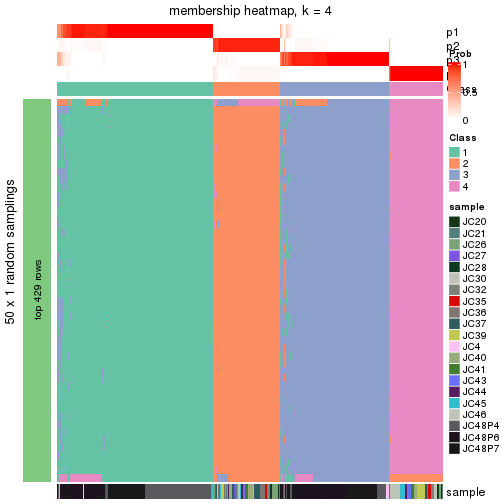 membership heatmap, k = 4
p1
p2
p3
Prob
1
0.5
0
Class
1
2
3
4
sample
JC20
JC21
JC26
JC27
JC28
JC30
JC32
JC35
JC36
JC37
JC39
JC4
JC40
JC41
JC43
JC44
JC45
JC46
JC48P4
JC48P6
JC48P7
50 x 1 random samplings
top 429 rows
sample